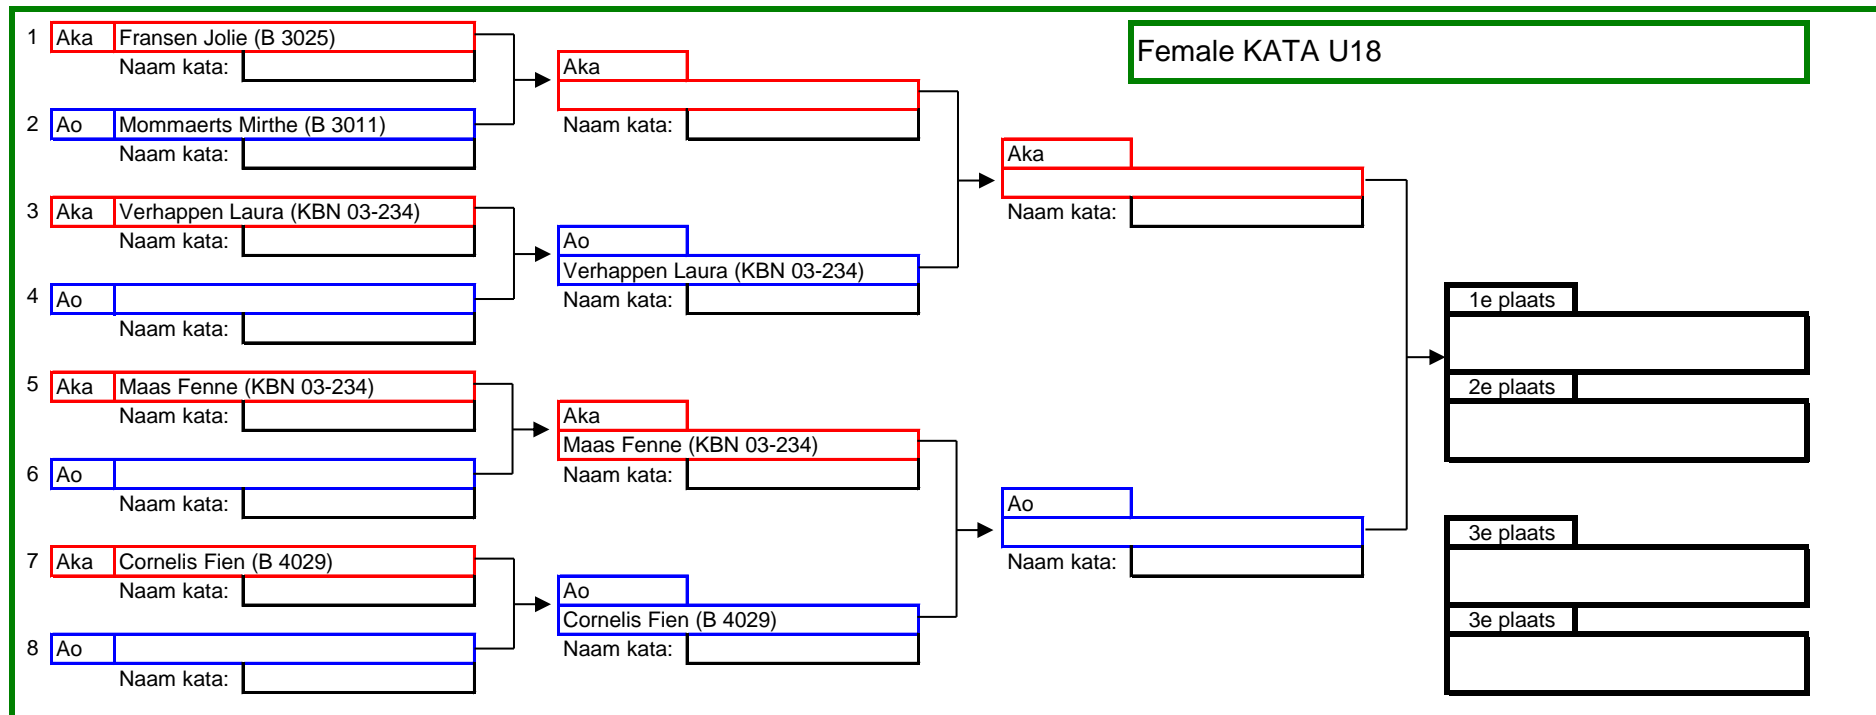 Female KATA U18
1 Aka Fransen Jolie (B 3025)
Naam kata:
2 Ao Mommaerts Mirthe (B 3011)
Naam kata:
3 Aka Verhappen Laura (KBN 03-234)
Naam kata:
4 Ao
Naam kata:
5 Aka Maas Fenne (KBN 03-234)
Naam kata:
6 Ao
Naam kata:
7 Aka Cornelis Fien (B 4029)
Naam kata:
8 Ao
Naam kata:
Aka
Naam kata:
Ao
Verhappen Laura (KBN 03-234)
Naam kata:
Aka
Maas Fenne (KBN 03-234)
Naam kata:
Ao
Cornelis Fien (B 4029)
Naam kata:
Aka
Naam kata:
Ao
Naam kata:
1e plaats
2e plaats
3e plaats
3e plaats